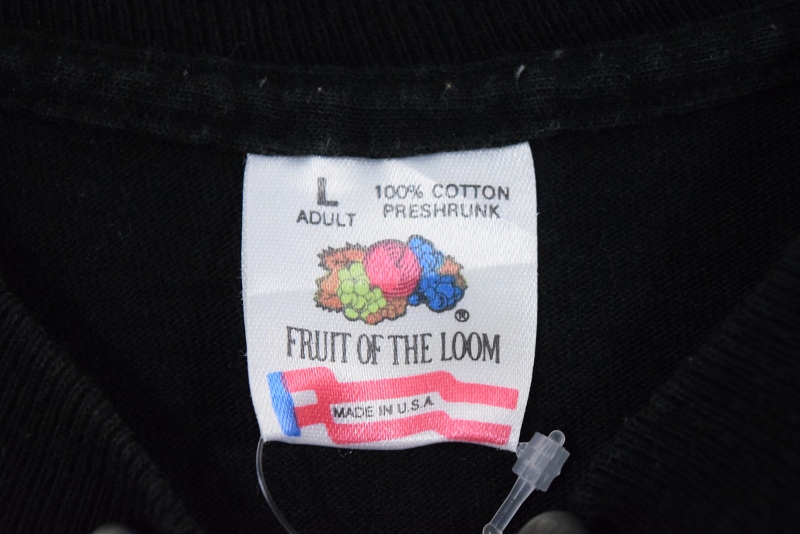 L 100% COTTON
ADULT PRESHRUNK
®
FRUIT OF THE LOOM
MADE IN U.S.A.